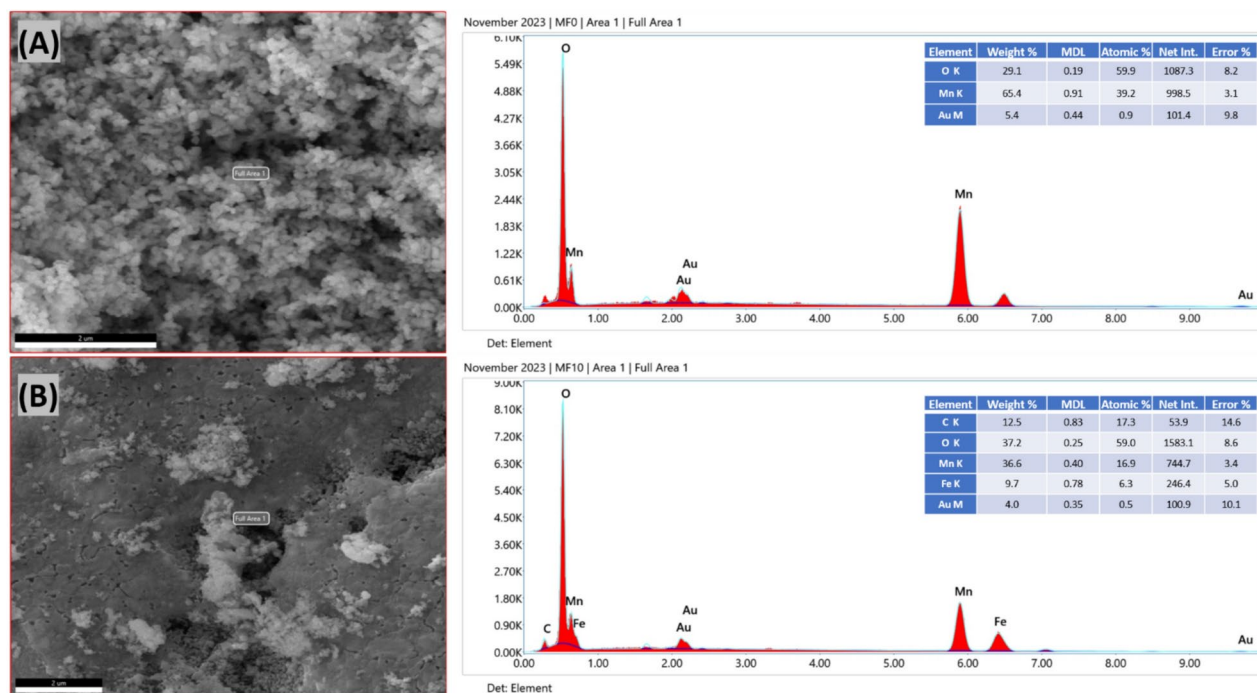 (A)
Full Area 1
2 um
November 2023 | MF0 | Area 1 | Full Area 1
6.10K
5.49K
4.88K
4.27K
3.66K
3.05K
2.44K
1.83K
1.22K
0.61K
0.00K
O
Mn
Au
Au
Mn
Au
0.00 1.00 2.00 3.00 4.00 5.00 6.00 7.00 8.00 9.00
Det: Element
Element Weight % MDL Atomic % Net Int. Error %
O K 29.1 0.19 59.9 1087.3 8.2
Mn K 65.4 0.91 39.2 998.5 3.1
Au M 5.4 0.44 0.9 101.4 9.8
(B)
Full Area 1
2 um
November 2023 | MF10 | Area 1 | Full Area 1
9.00K
8.10K
7.20K
6.30K
5.40K
4.50K
3.60K
2.70K
1.80K
0.90K
0.00K
O
Mn
Fe
C
Au
Au
Mn
Fe
Au
0.00 1.00 2.00 3.00 4.00 5.00 6.00 7.00 8.00 9.00
Det: Element
Element Weight % MDL Atomic % Net Int. Error %
C K 12.5 0.83 17.3 53.9 14.6
O K 37.2 0.25 59.0 1583.1 8.6
Mn K 36.6 0.40 16.9 744.7 3.4
Fe K 9.7 0.78 6.3 246.4 5.0
Au M 4.0 0.35 0.5 100.9 10.1